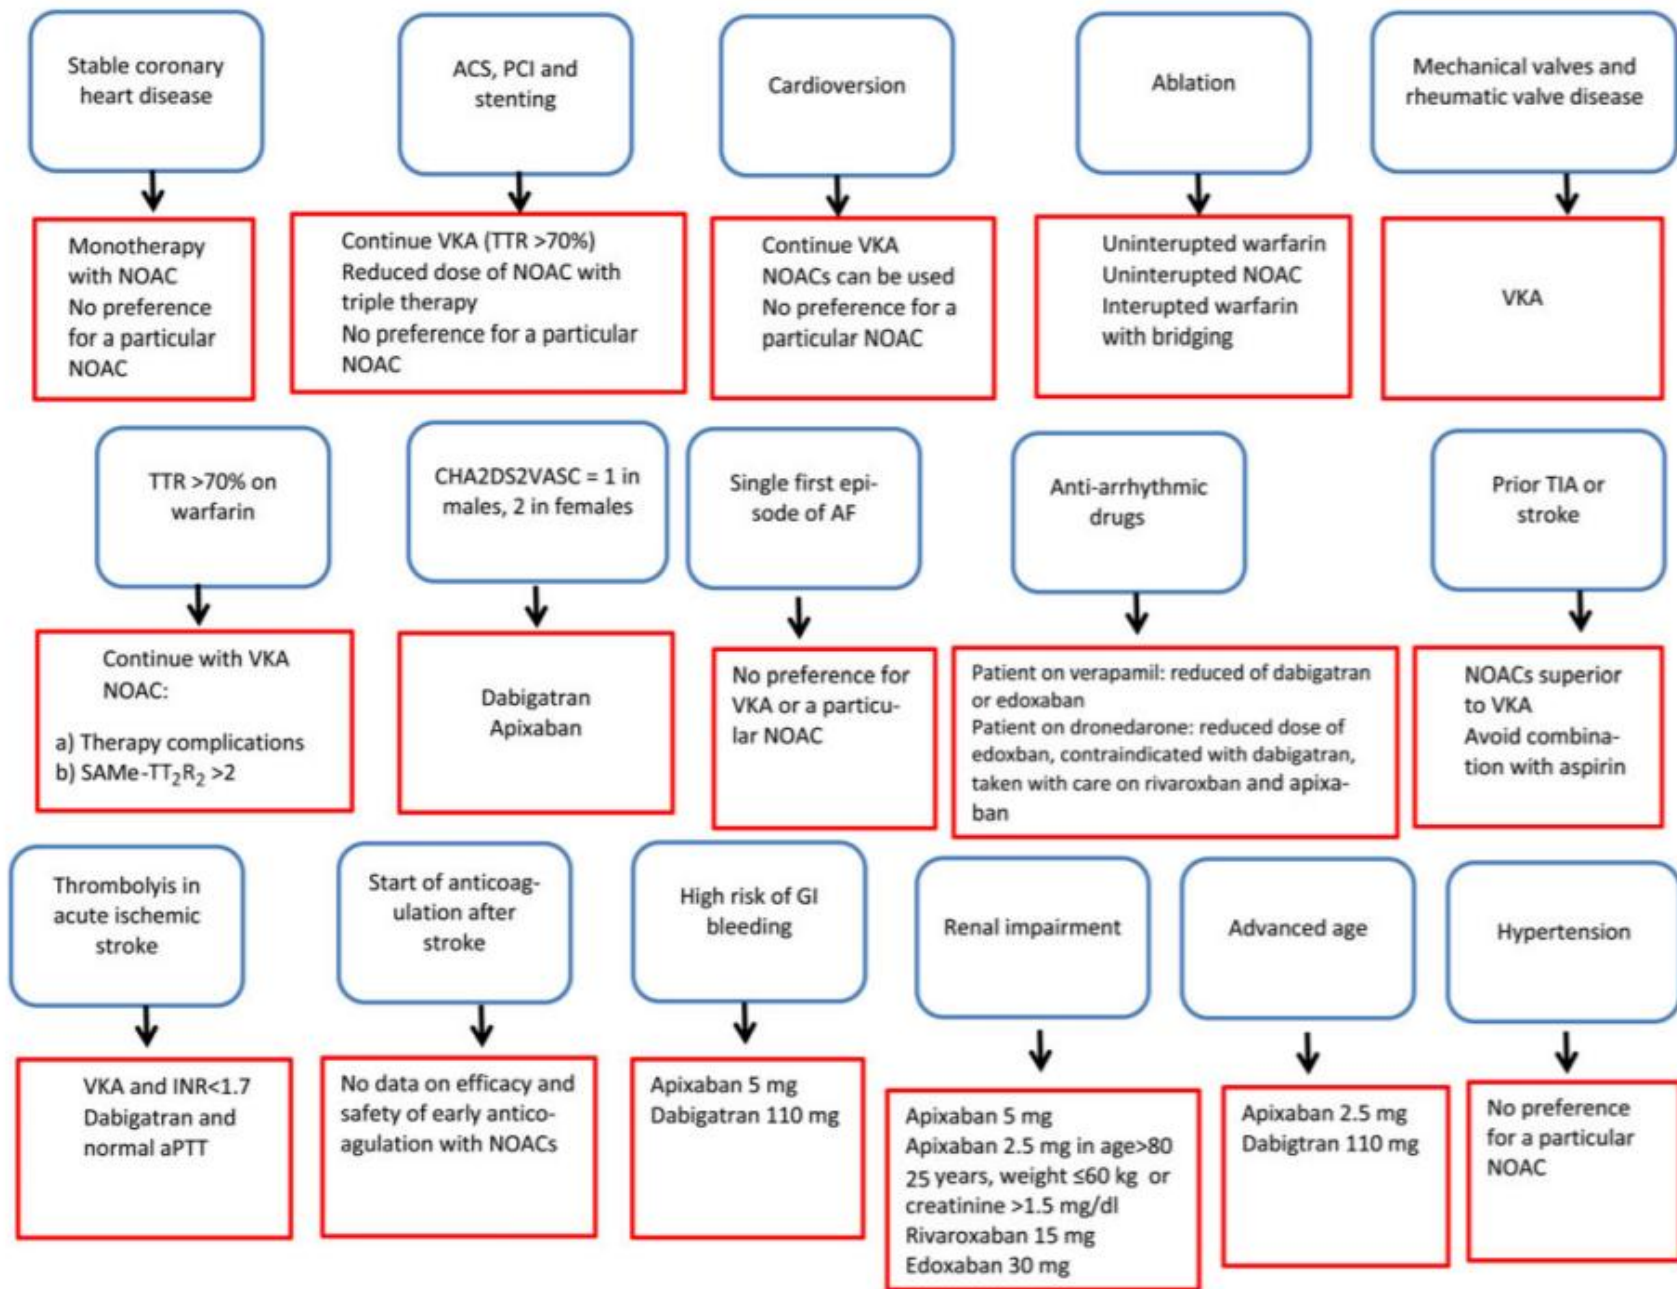 Stable coronary
heart disease
ACS, PCI and
stenting
Cardioversion
Ablation
Mechanical valves and
rheumatic valve disease
Monotherapy
with NOAC
No preference
for a particular
NOAC
Continue VKA (TTR >70%)
Reduced dose of NOAC with
triple therapy
No preference for a particular
NOAC
Continue VKA
NOACs can be used
No preference for a
particular NOAC
Uninterupted warfarin
Uninterupted NOAC
Interupted warfarin
with bridging
VKA
TTR >70% on
warfarin
CHA2DS2VASC = 1 in
males, 2 in females
Single first epi-
sode of AF
Anti-arrhythmic
drugs
Prior TIA or
stroke
Continue with VKA
NOAC:
a) Therapy complications
b) SAMe-TT₂R₂ >2
Dabigatran
Apixaban
No preference for
VKA or a particu-
lar NOAC
Patient on verapamil: reduced of dabigatran
or edoxaban
Patient on dronedarone: reduced dose of
edoxban, contraindicated with dabigatran,
taken with care on rivaroxban and apixa-
ban
NOACs superior
to VKA
Avoid combina-
tion with aspirin
Thrombolyis in
acute ischemic
stroke
Start of anticoag-
ulation after
stroke
High risk of GI
bleeding
Renal impairment
Advanced age
Hypertension
VKA and INR<1.7
Dabigatran and
normal aPTT
No data on efficacy and
safety of early antico-
agulation with NOACs
Apixaban 5 mg
Dabigatran 110 mg
Apixaban 5 mg
Apixaban 2.5 mg in age>80
25 years, weight ≤60 kg or
creatinine >1.5 mg/dl
Rivaroxaban 15 mg
Edoxaban 30 mg
Apixaban 2.5 mg
Dabigtran 110 mg
No preference
for a particular
NOAC